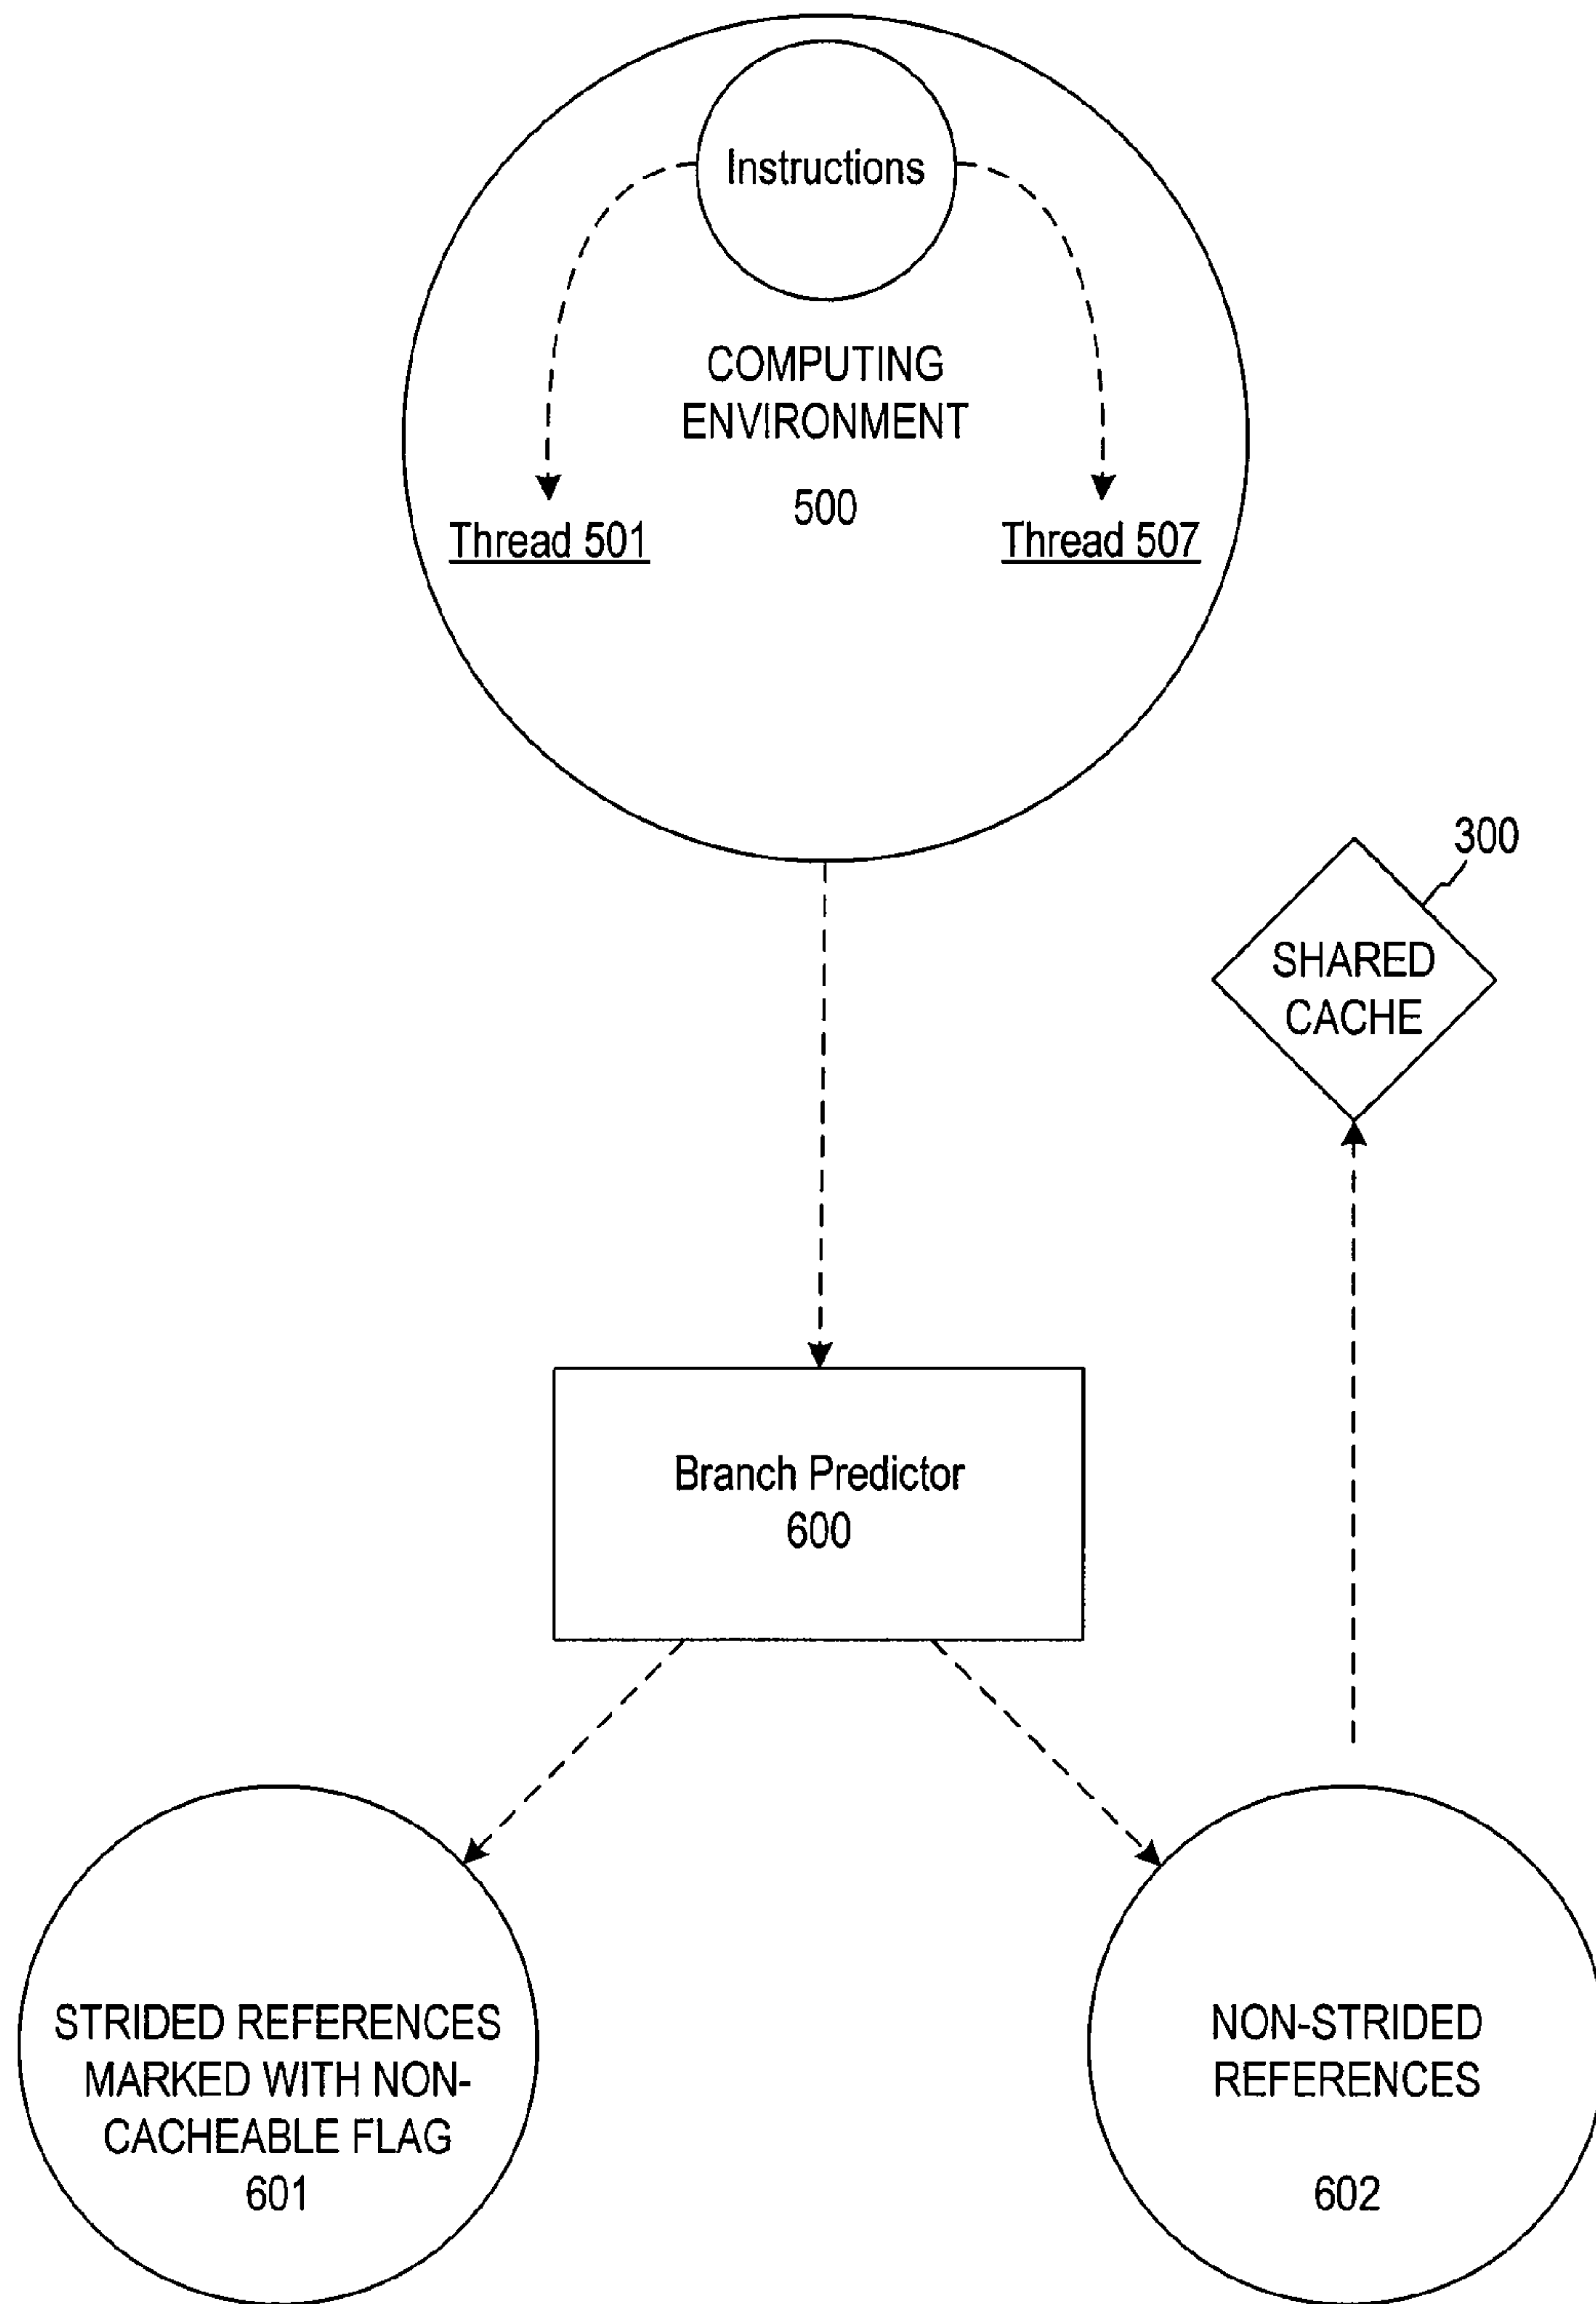 Instructions
COMPUTING
ENVIRONMENT
500
Thread 501
Thread 507
300
SHARED
CACHE
Branch Predictor
600
STRIDED REFERENCES
MARKED WITH NON-
CACHEABLE FLAG
601
NON-STRIDED
REFERENCES
602